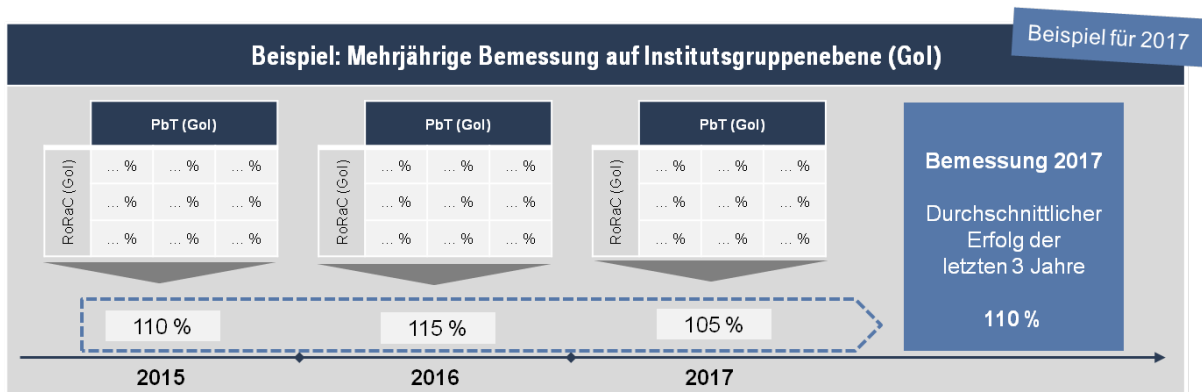 Beispiel für 2017
Beispiel: Mehrjährige Bemessung auf Institutsgruppenebene (GoI)
PbT (GoI)
RoRaC (GoI)
... % ... % ... %
... % ... % ... %
... % ... % ... %
PbT (GoI)
RoRaC (GoI)
... % ... % ... %
... % ... % ... %
... % ... % ... %
PbT (GoI)
RoRaC (GoI)
... % ... % ... %
... % ... % ... %
... % ... % ... %
Bemessung 2017
Durchschnittlicher
Erfolg der
letzten 3 Jahre
110 %
110 %
115 %
105 %
2015
2016
2017